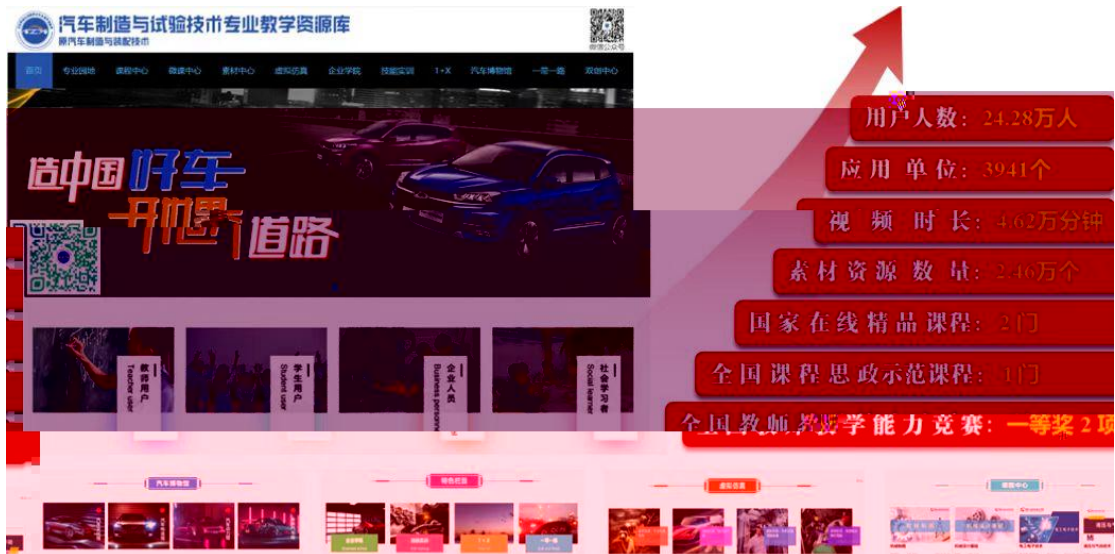 汽车制造与试验技术专业教学资源库
原汽车制造与装配技术
微信公众号
首页 专业园地 课程中心 微课中心 素材中心 虚拟仿真 企业学院 技能实训 1+X 汽车博物馆 一带一路 双创中心
造中国好车
开世界道路
教师用户
Teacher user
学生用户
Student user
企业人员
Business personne
社会学习者
Social learner
用户人数：24.28万人
应用单位：3941个
视频时长：4.62万分钟
素材资源数量：2.46万个
国家在线精品课程：2门
全国课程思政示范课程：1门
全国教师教学能力竞赛：一等奖2项
汽车博物馆
特色栏目
虚拟仿真